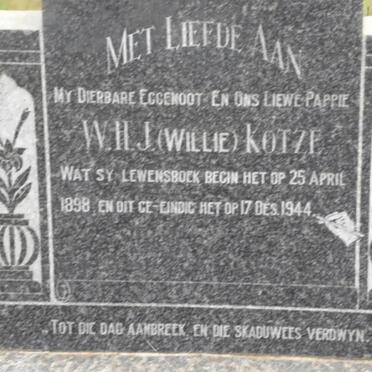 MET LIEFDE AAN
MY DIERBARE EGGENOOT EN ONS LIEWE PAPPIE
W.H.J. (WILLIE) KOTZE
WAT SY LEWENSBOEK BEGIN HET OP 25 APRIL
1898, EN DIT GE-EINDIG HET OP 17 DES. 1944.
„TOT DIE DAG AANBREEK, EN DIE SKADUWEES VERDWYN."